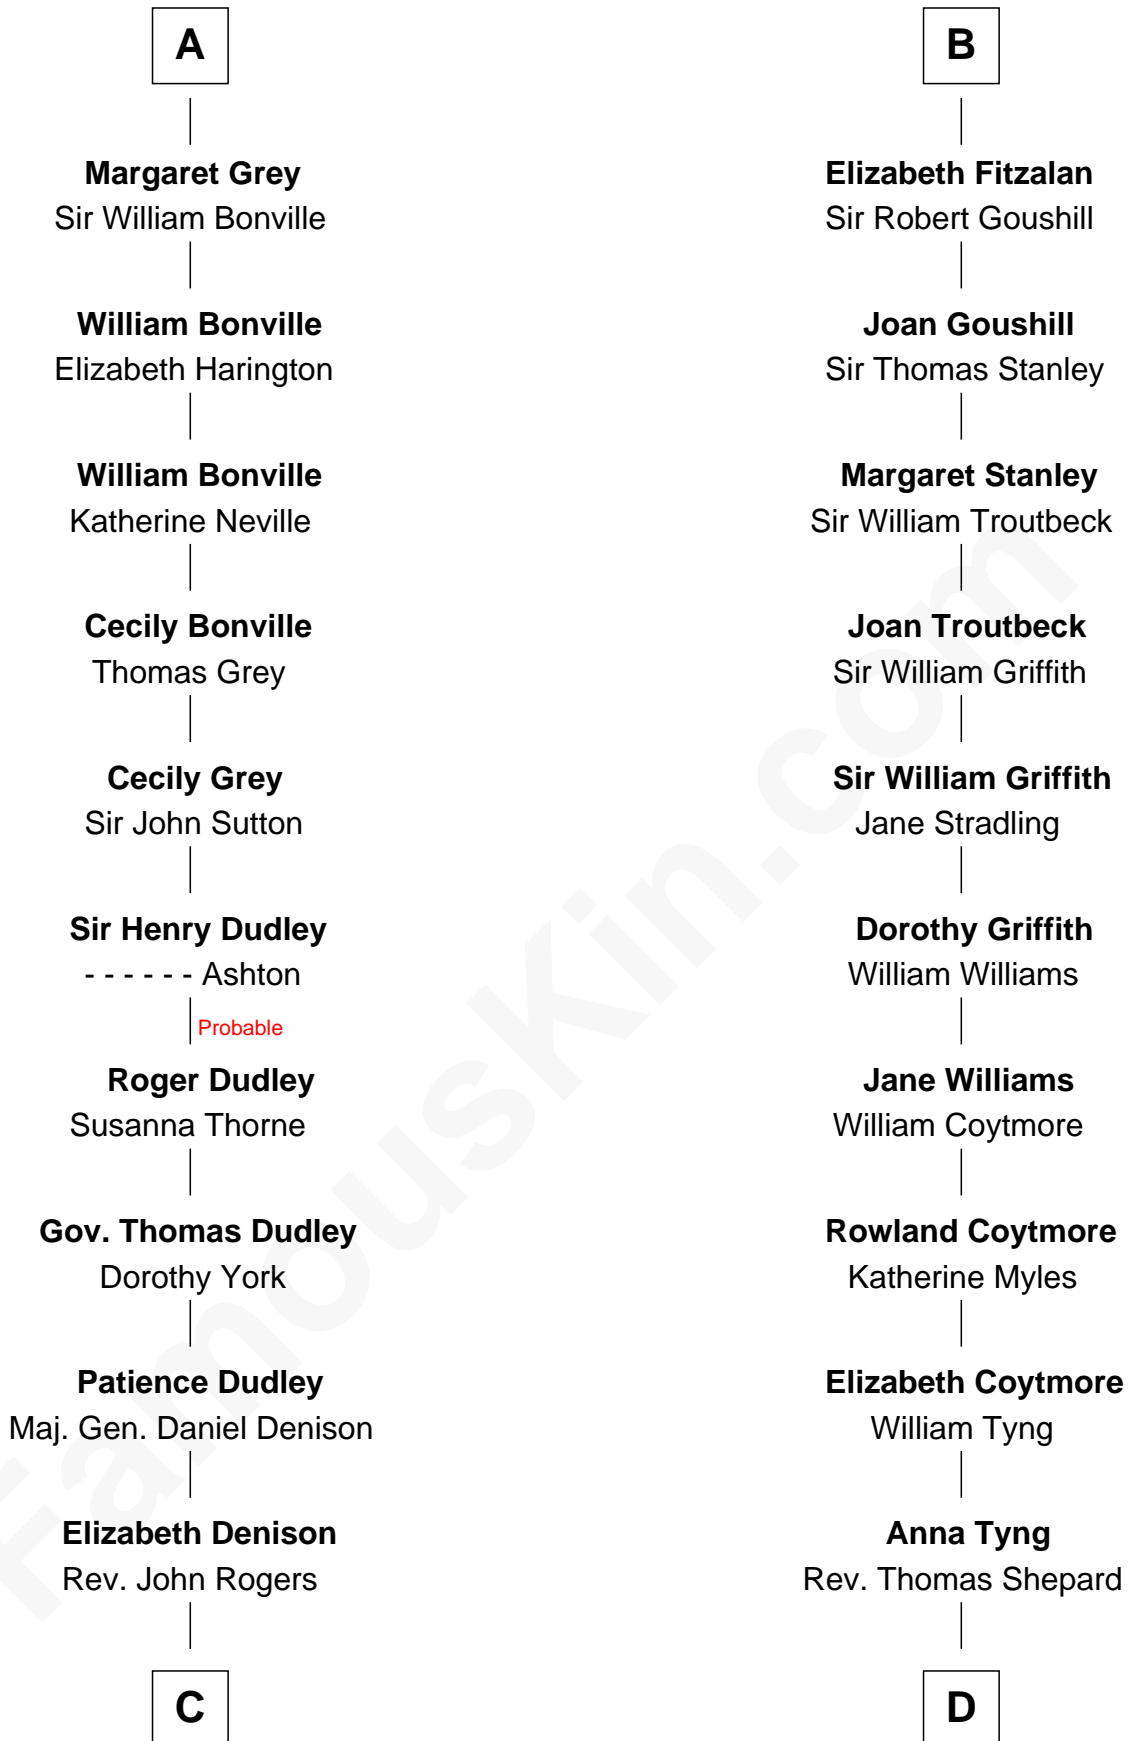 A
Margaret Grey
Sir William Bonville
William Bonville
Elizabeth Harington
William Bonville
Katherine Neville
Cecily Bonville
Thomas Grey
Cecily Grey
Sir John Sutton
Sir Henry Dudley
- - - - - - Ashton
Probable
Roger Dudley
Susanna Thorne
Gov. Thomas Dudley
Dorothy York
Patience Dudley
Maj. Gen. Daniel Denison
Elizabeth Denison
Rev. John Rogers
C
B
Elizabeth Fitzalan
Sir Robert Goushill
Joan Goushill
Sir Thomas Stanley
Margaret Stanley
Sir William Troutbeck
Joan Troutbeck
Sir William Griffith
Sir William Griffith
Jane Stradling
Dorothy Griffith
William Williams
Jane Williams
William Coytmore
Rowland Coytmore
Katherine Myles
Elizabeth Coytmore
William Tyng
Anna Tyng
Rev. Thomas Shepard
D
FamousKin.com